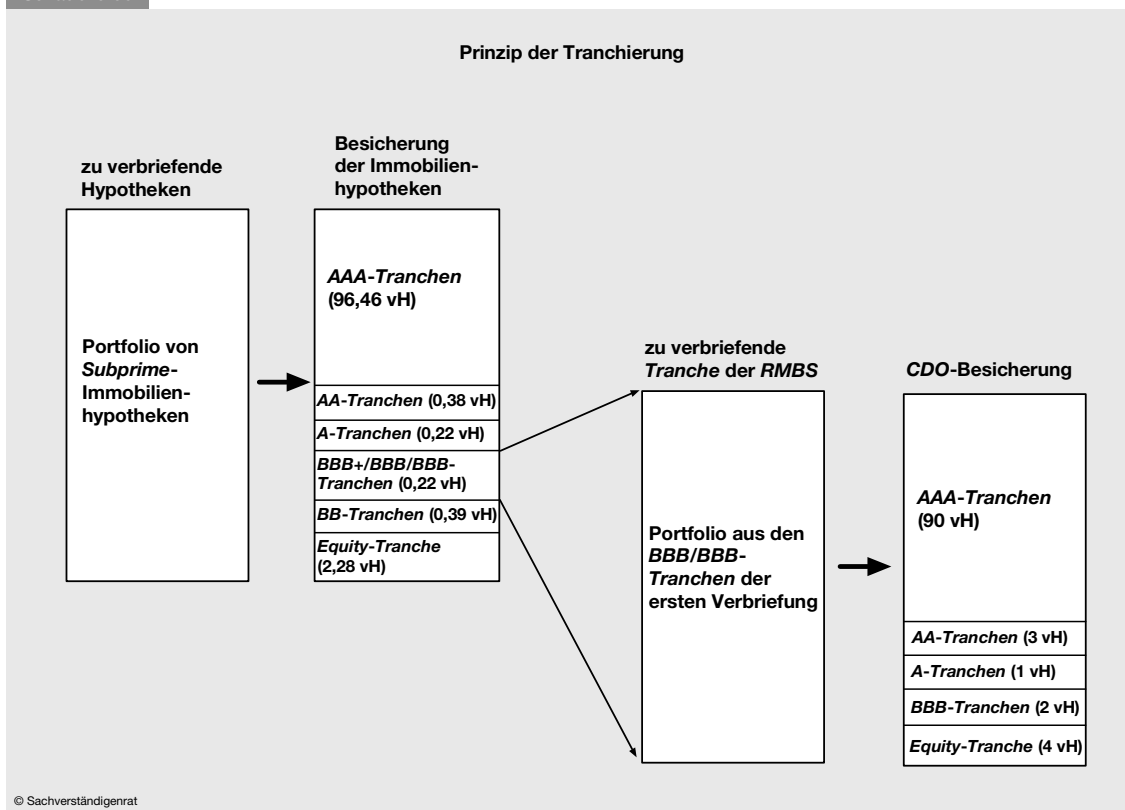 Prinzip der Tranchierung
zu verbriefende
Hypotheken
Portfolio von
Subprime-
Immobilien-
hypotheken
Besicherung
der Immobilien-
hypotheken
AAA-Tranchen
(96,46 vH)
AA-Tranchen (0,38 vH)
A-Tranchen (0,22 vH)
BBB+/BBB/BBB-
Tranchen (0,22 vH)
BB-Tranchen (0,39 vH)
Equity-Tranche
(2,28 vH)
zu verbriefende
Tranche der RMBS
Portfolio aus den
BBB/BBB-
Tranchen der
ersten Verbriefung
CDO-Besicherung
AAA-Tranchen
(90 vH)
AA-Tranchen (3 vH)
A-Tranchen (1 vH)
BBB-Tranchen (2 vH)
Equity-Tranche (4 vH)
© Sachverständigenrat